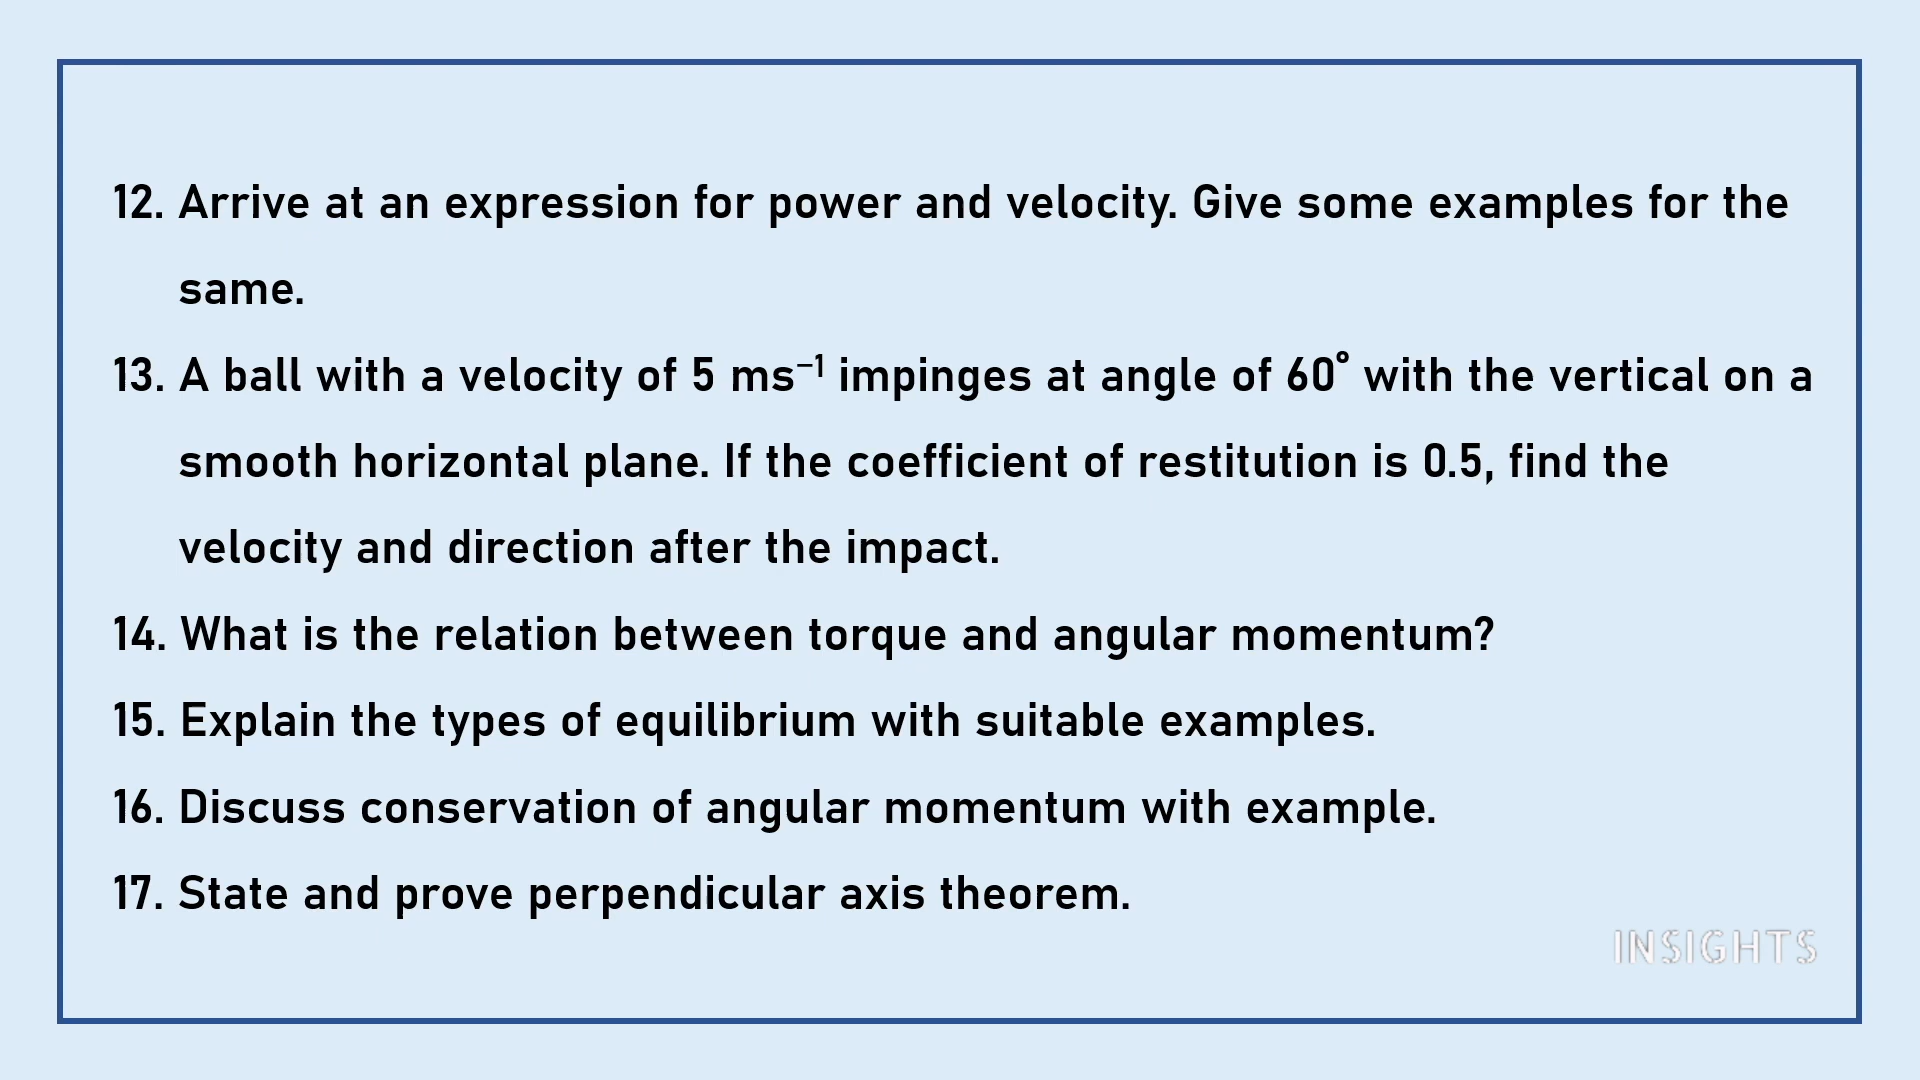 12. Arrive at an expression for power and velocity. Give some examples for the
same.
13. A ball with a velocity of 5 ms⁻¹ impinges at angle of 60˚ with the vertical on a
smooth horizontal plane. If the coefficient of restitution is 0.5, find the
velocity and direction after the impact.
14. What is the relation between torque and angular momentum?
15. Explain the types of equilibrium with suitable examples.
16. Discuss conservation of angular momentum with example.
17. State and prove perpendicular axis theorem.
INSIGHTS